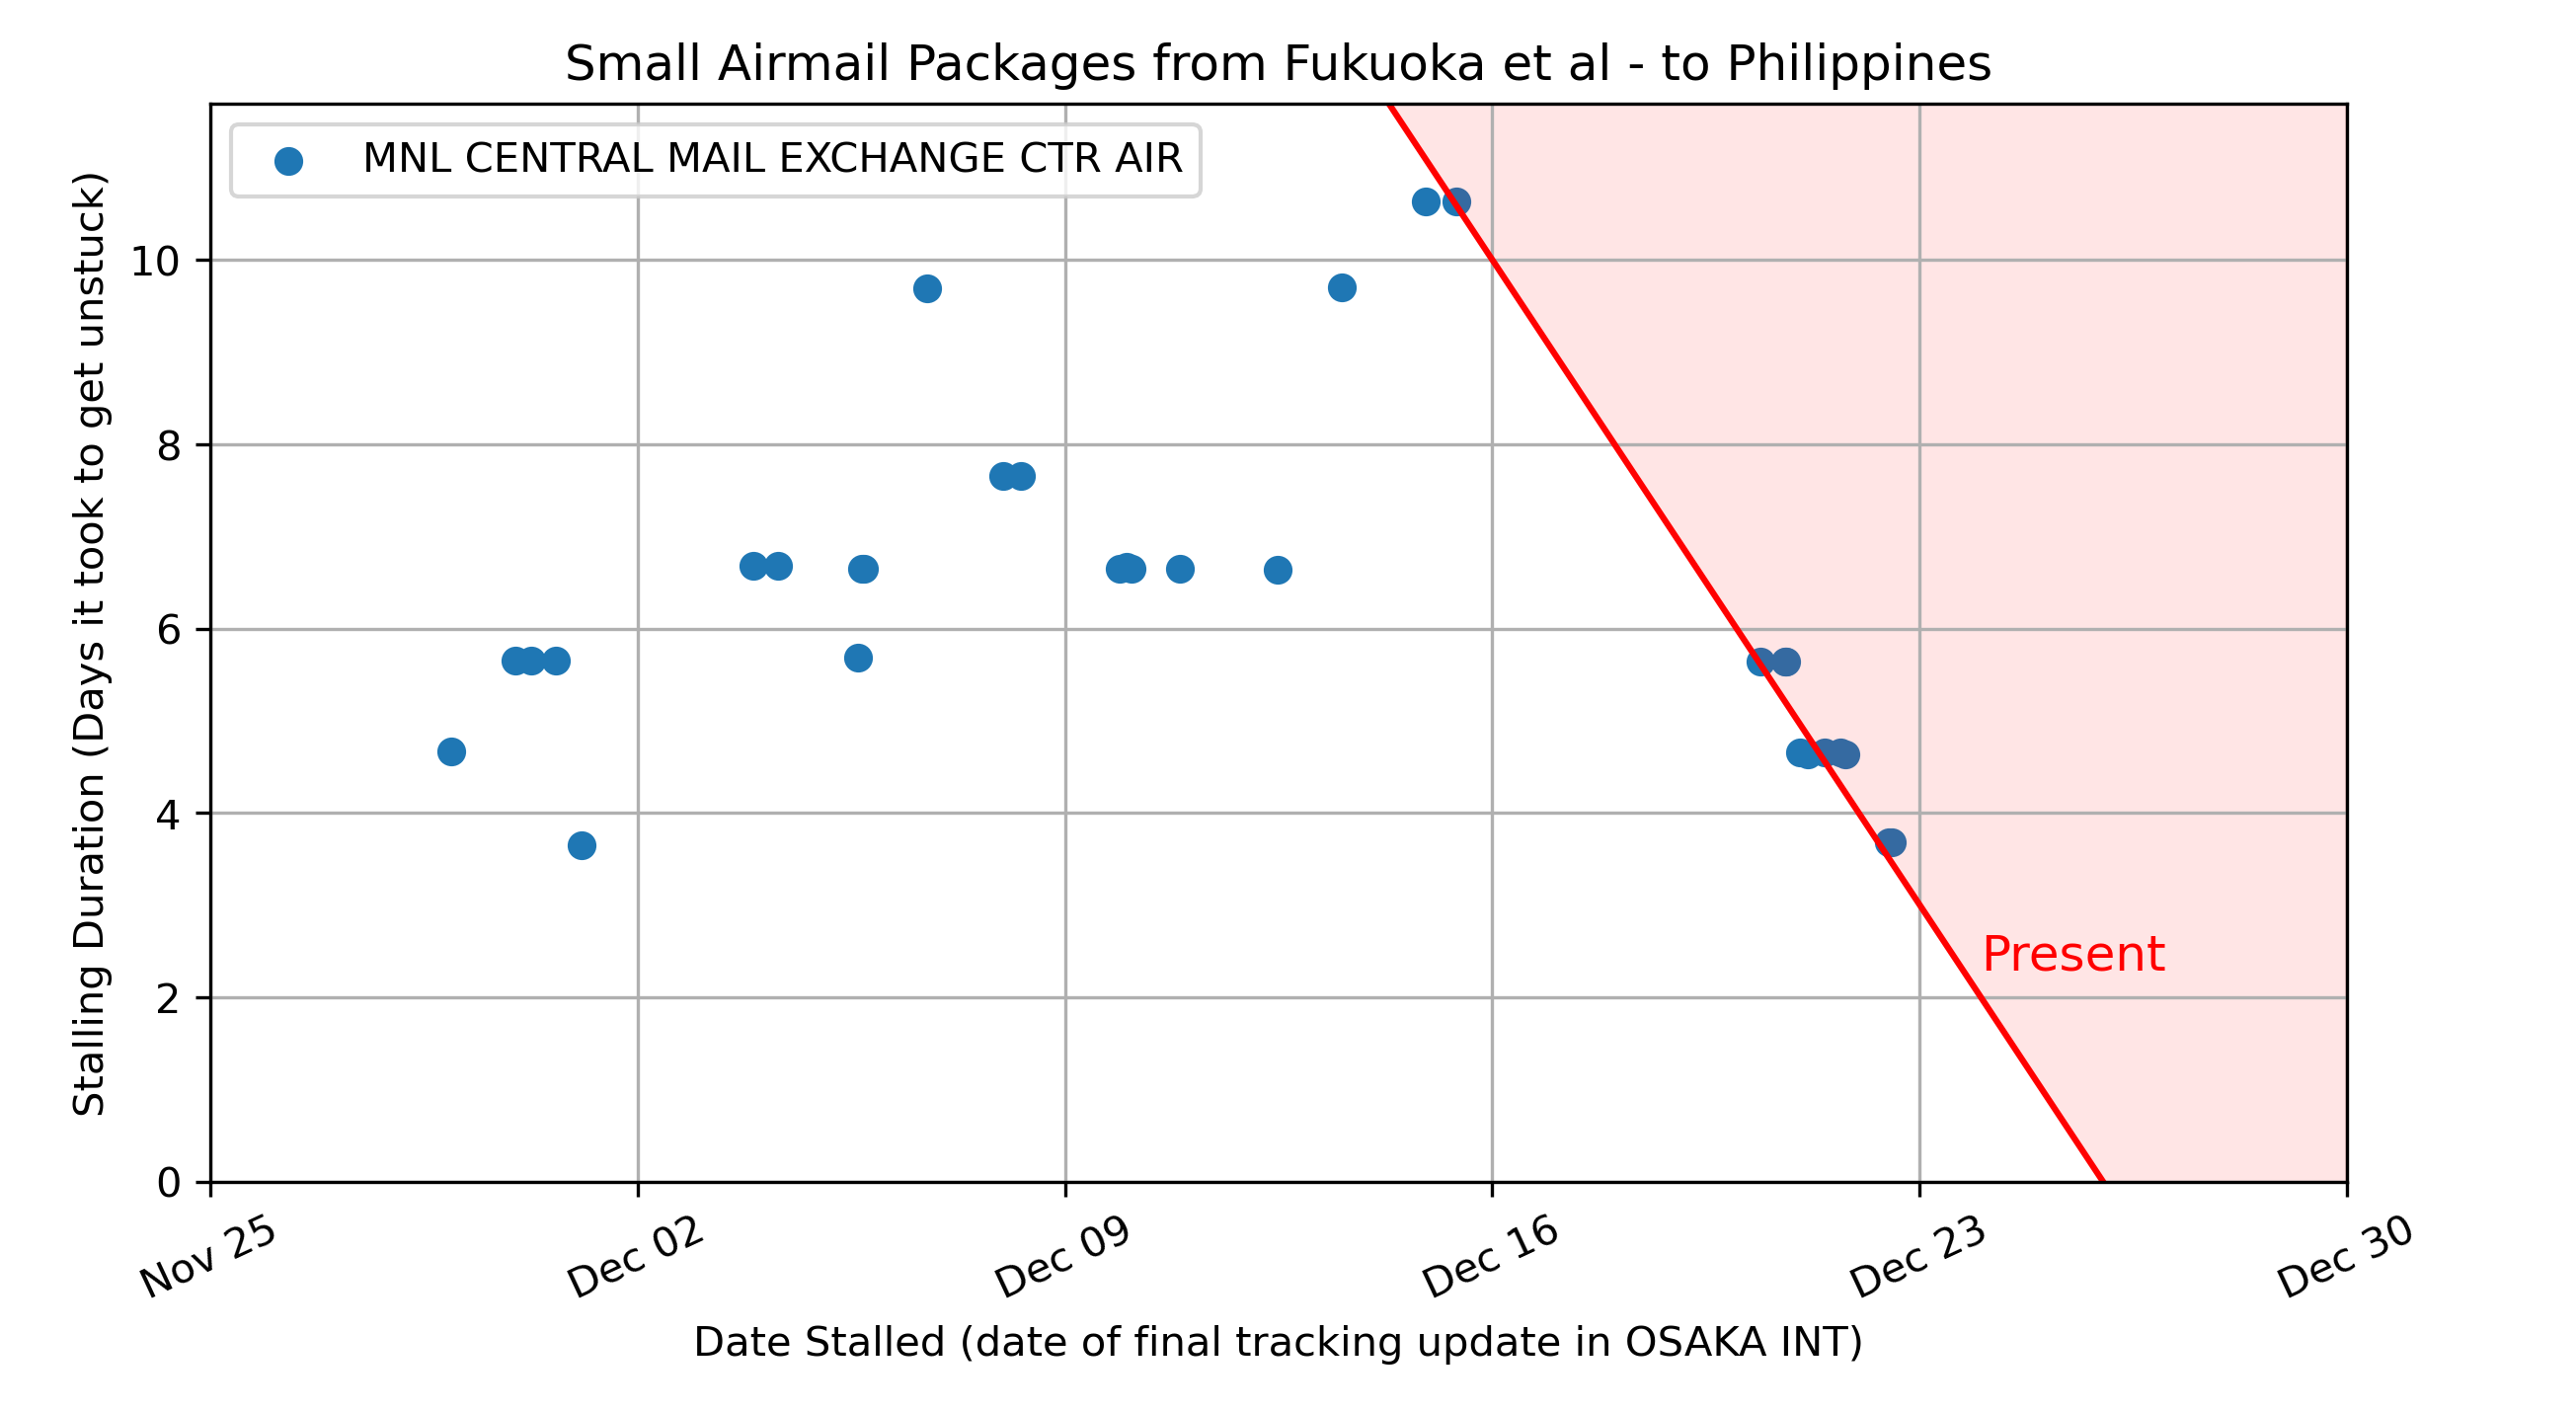 Small Airmail Packages from Fukuoka et al - to Philippines
MNL CENTRAL MAIL EXCHANGE CTR AIR
Stalling Duration (Days it took to get unstuck)
10
8
6
4
2
0
Present
Nov 25
Dec 02
Dec 09
Dec 16
Dec 23
Dec 30
Date Stalled (date of final tracking update in OSAKA INT)